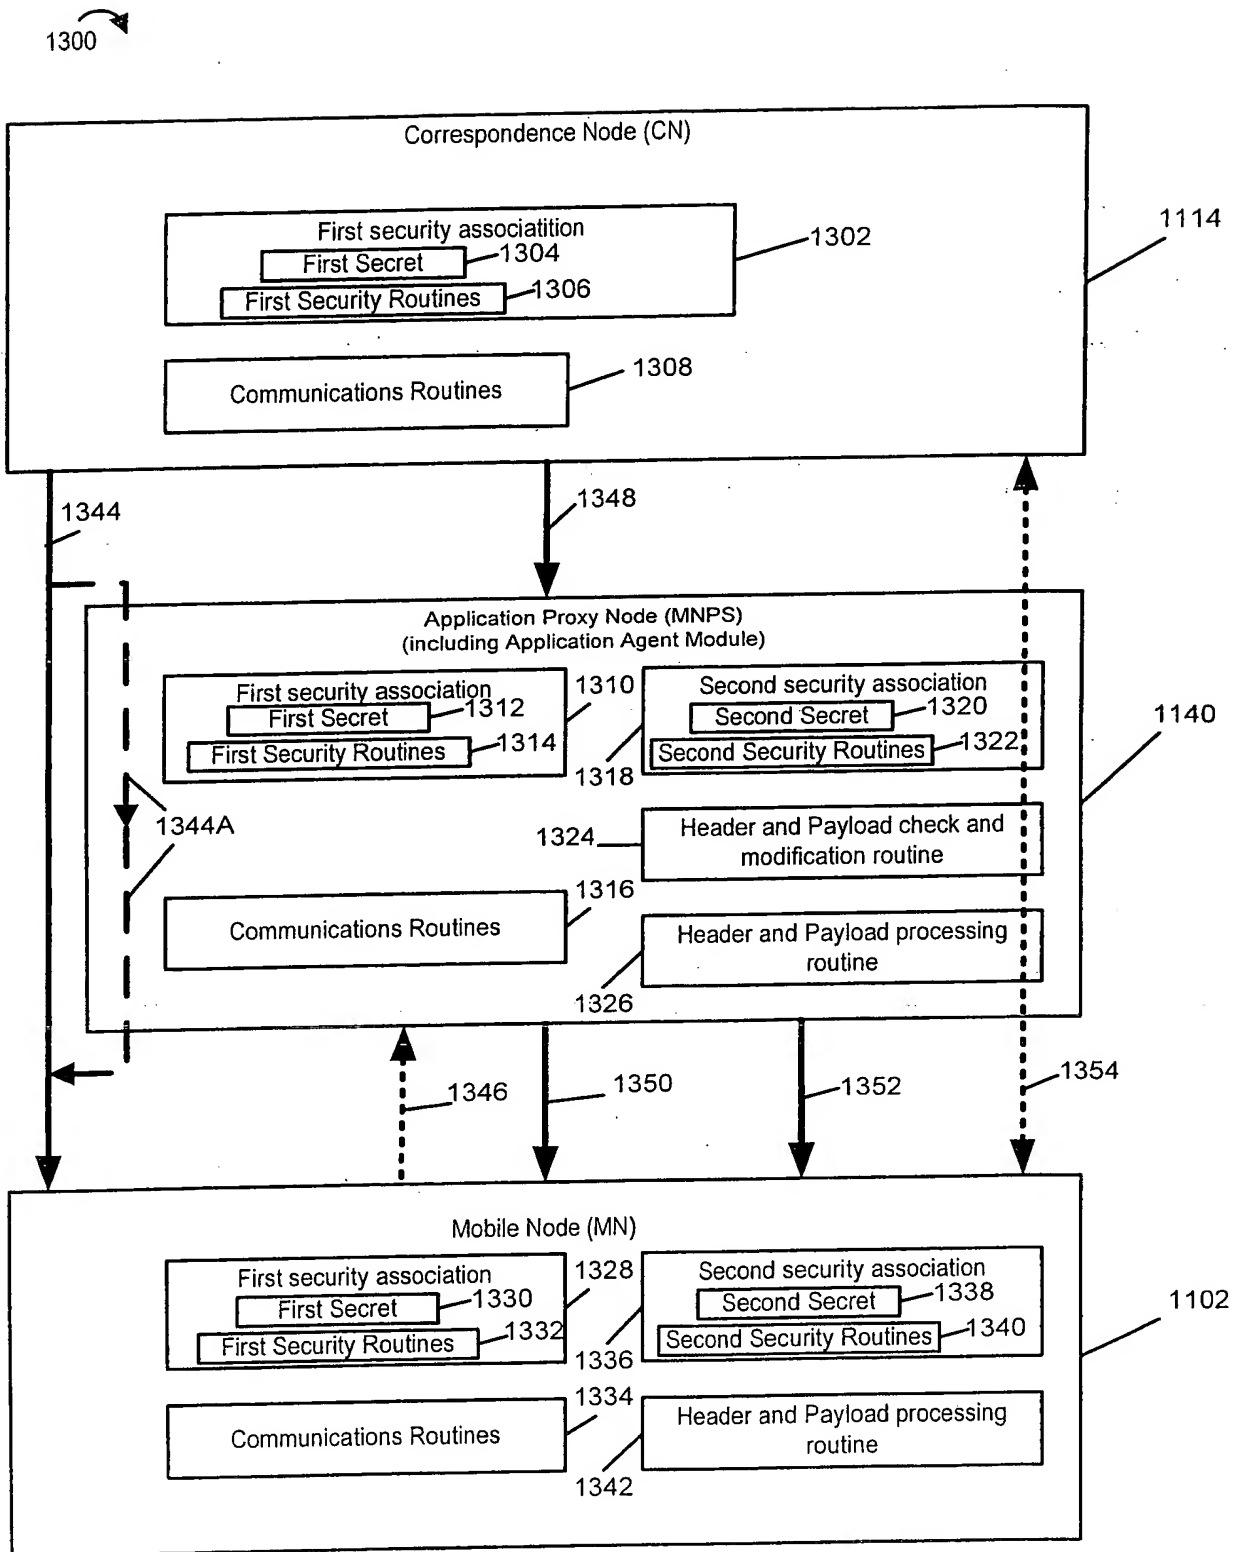 1300
Correspondence Node (CN)
1114
First security associatition
1302
First Secret
1304
First Security Routines
1306
Communications Routines
1308
1344
1348
Application Proxy Node (MNPS)
(including Application Agent Module)
First security association
1310
First Secret
1312
First Security Routines
1314
Second security association
Second Secret
1320
Second Security Routines
1322
1318
1140
1344A
1324
Header and Payload check and
modification routine
1316
Communications Routines
Header and Payload processing
routine
1326
1346
1350
1352
1354
Mobile Node (MN)
First security association
1328
First Secret
1330
First Security Routines
1332
Second security association
Second Secret
1338
Second Security Routines
1340
1336
1102
1334
Communications Routines
Header and Payload processing
routine
1342